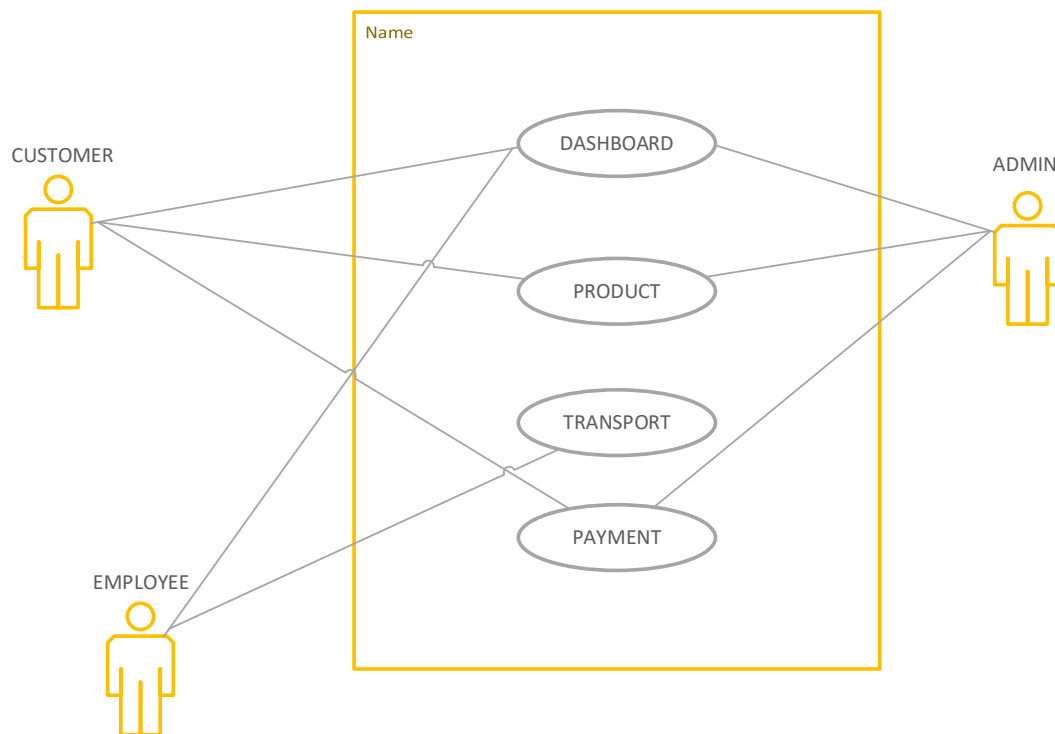 Name
DASHBOARD
CUSTOMER
ADMIN
PRODUCT
TRANSPORT
PAYMENT
EMPLOYEE